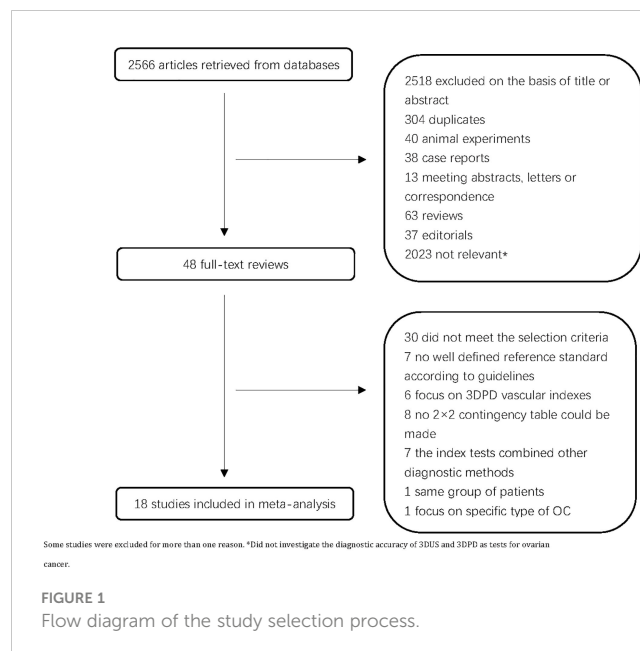 2566 articles retrieved from databases
2518 excluded on the basis of title or
abstract
304 duplicates
40 animal experiments
38 case reports
13 meeting abstracts, letters or
correspondence
63 reviews
37 editorials
2023 not relevant*
48 full-text reviews
30 did not meet the selection criteria
7 no well defined reference standard
according to guidelines
6 focus on 3DPD vascular indexes
8 no 2×2 contingency table could be
made
7 the index tests combined other
diagnostic methods
1 same group of patients
1 focus on specific type of OC
18 studies included in meta-analysis
Some studies were excluded for more than one reason. *Did not investigate the diagnostic accuracy of 3DUS and 3DPD as tests for ovarian
cancer.
FIGURE 1
Flow diagram of the study selection process.